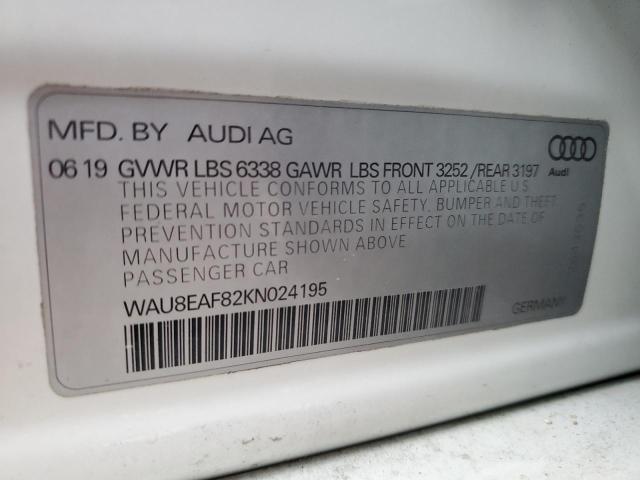 MFD. BY AUDI AG
06 19 GVWR LBS 6338 GAWR LBS FRONT 3252 / REAR 3197
Audi
THIS VEHICLE CONFORMS TO ALL APPLICABLE U.S.
FEDERAL MOTOR VEHICLE SAFETY, BUMPER AND THEFT
PREVENTION STANDARDS IN EFFECT ON THE DATE OF
MANUFACTURE SHOWN ABOVE.
PASSENGER CAR
WAU8EAF82KN024195
GERMANY